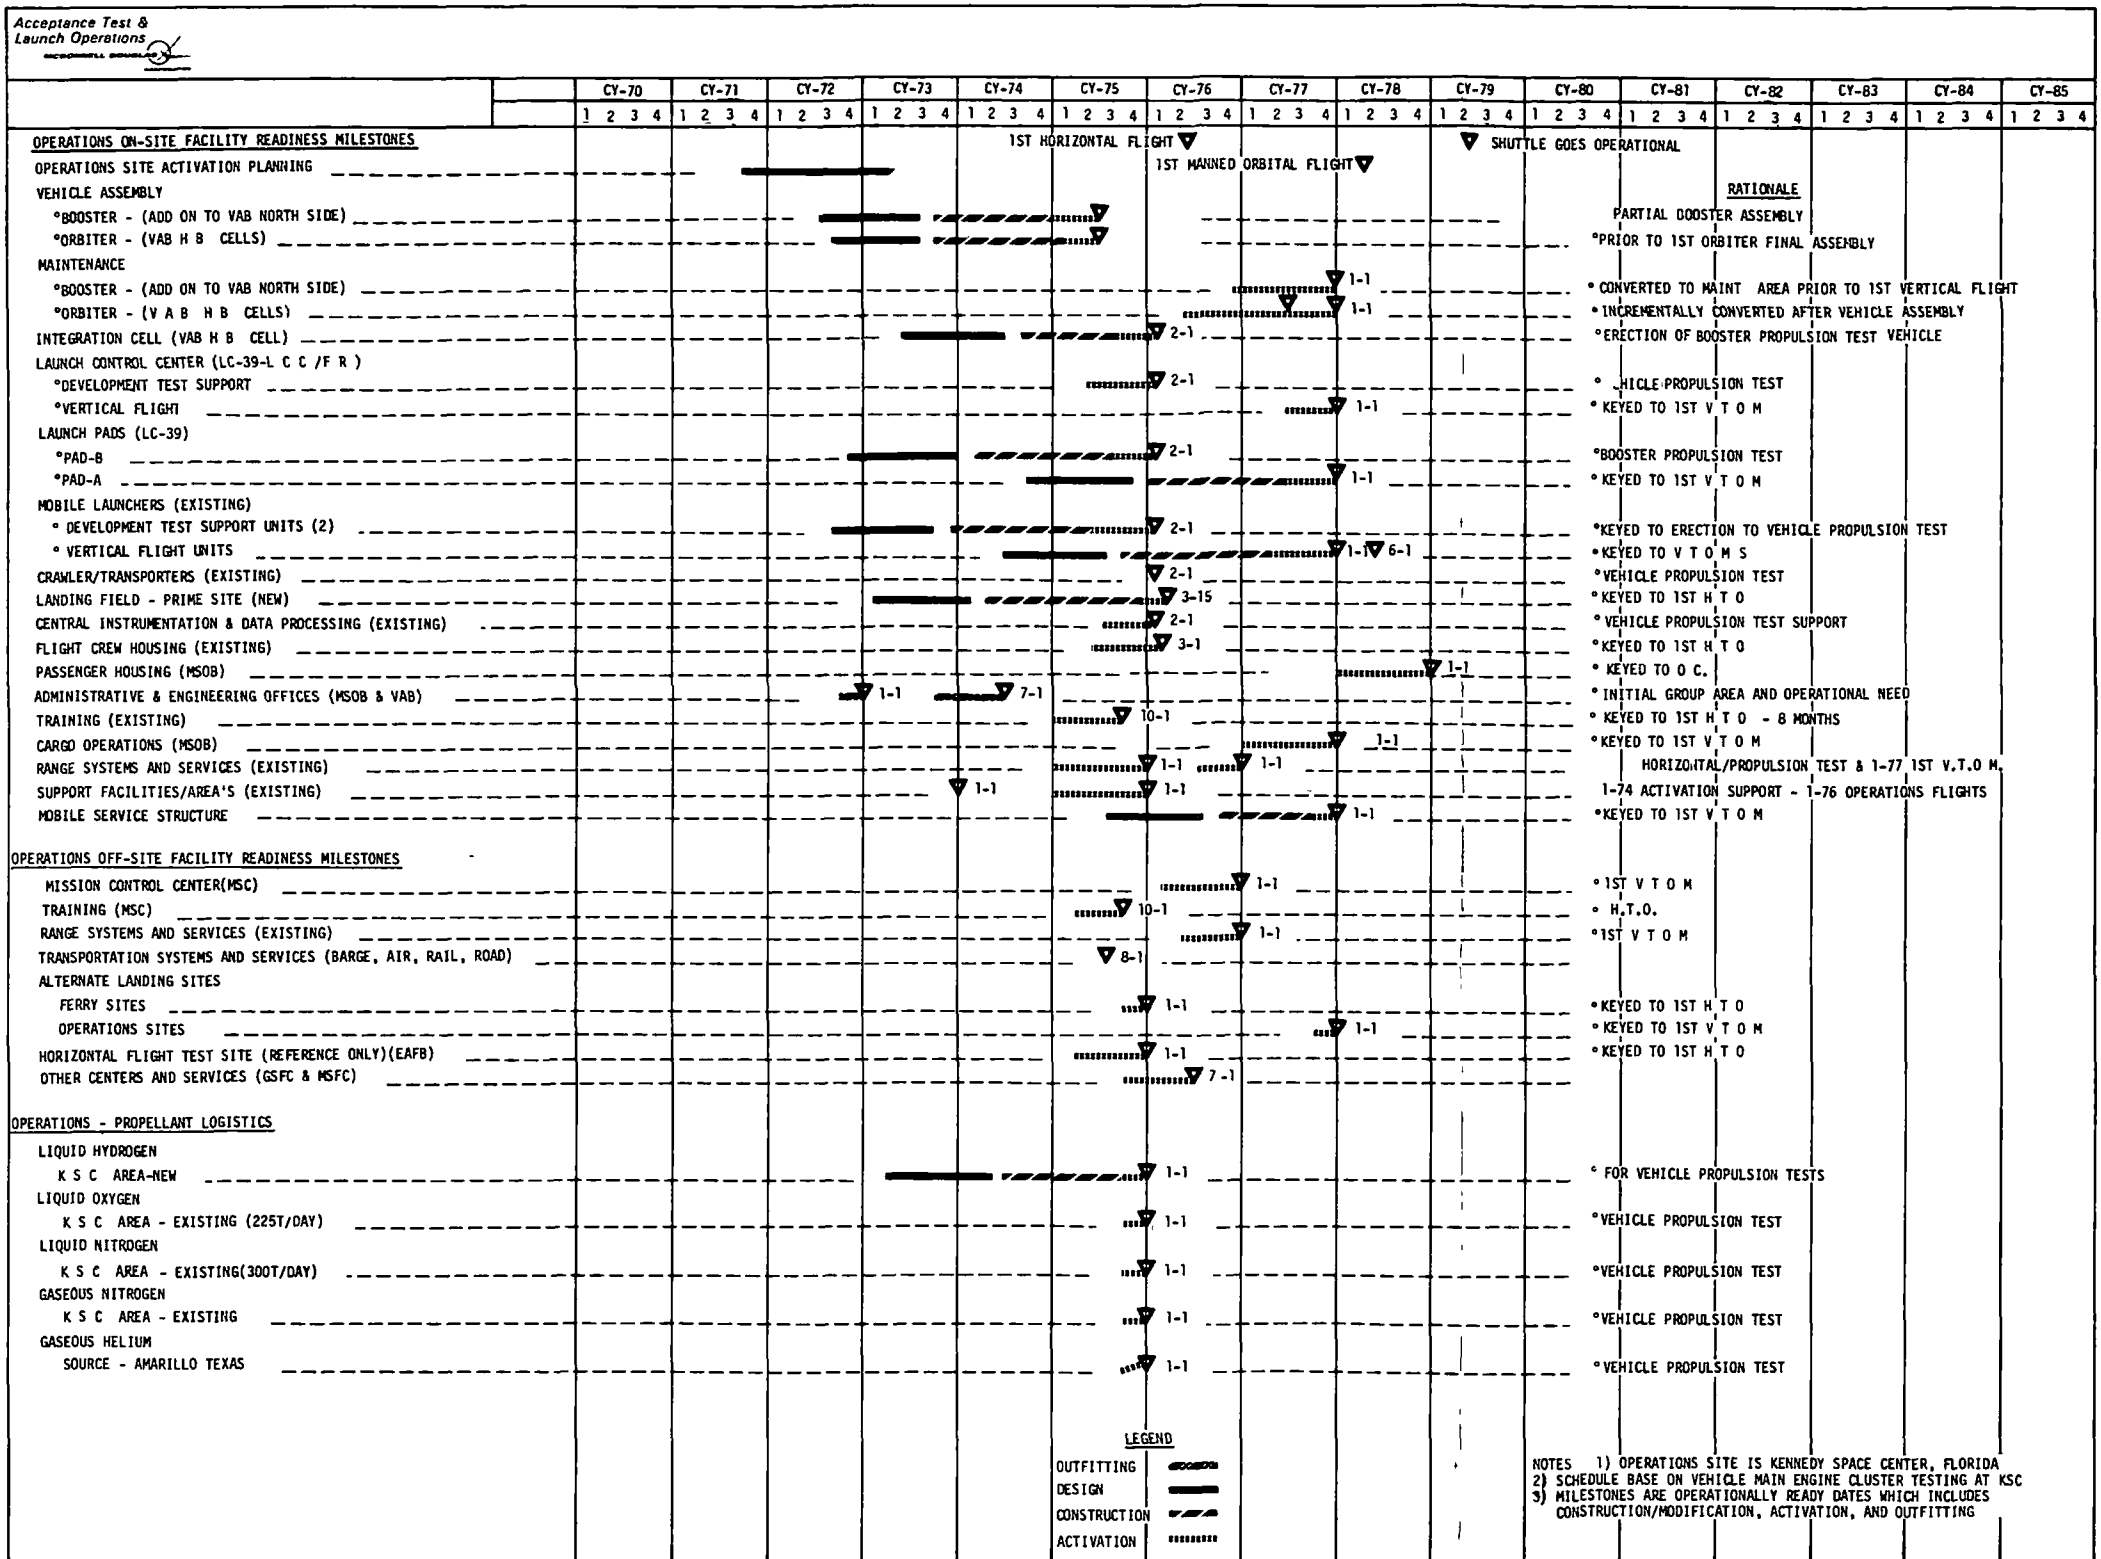 Acceptance Test &
Launch Operations
MCDONNELL DOUGLAS
CY-70 CY-71 CY-72 CY-73 CY-74 CY-75 CY-76 CY-77 CY-78 CY-79 CY-80 CY-81 CY-82 CY-83 CY-84 CY-85
1 2 3 4 1 2 3 4 1 2 3 4 1 2 3 4 1 2 3 4 1 2 3 4 1 2 3 4 1 2 3 4 1 2 3 4 1 2 3 4 1 2 3 4 1 2 3 4 1 2 3 4 1 2 3 4 1 2 3 4 1 2 3 4
OPERATIONS ON-SITE FACILITY READINESS MILESTONES 1ST HORIZONTAL FLIGHT SHUTTLE GOES OPERATIONAL
OPERATIONS SITE ACTIVATION PLANNING 1ST MANNED ORBITAL FLIGHT
VEHICLE ASSEMBLY RATIONALE
°BOOSTER - (ADD ON TO VAB NORTH SIDE) PARTIAL BOOSTER ASSEMBLY
°ORBITER - (VAB H B CELLS) °PRIOR TO 1ST ORBITER FINAL ASSEMBLY
MAINTENANCE
°BOOSTER - (ADD ON TO VAB NORTH SIDE) 1-1 ° CONVERTED TO MAINT AREA PRIOR TO 1ST VERTICAL FLIGHT
°ORBITER - (V A B H B CELLS) 1-1 ° INCREMENTALLY CONVERTED AFTER VEHICLE ASSEMBLY
INTEGRATION CELL (VAB H B CELL) 2-1 °ERECTION OF BOOSTER PROPULSION TEST VEHICLE
LAUNCH CONTROL CENTER (LC-39-L C C /F R )
°DEVELOPMENT TEST SUPPORT 2-1 ° HICLE PROPULSION TEST
°VERTICAL FLIGHT 1-1 ° KEYED TO 1ST V T O M
LAUNCH PADS (LC-39)
°PAD-B 2-1 °BOOSTER PROPULSION TEST
°PAD-A 1-1 ° KEYED TO 1ST V T O M
MOBILE LAUNCHERS (EXISTING)
° DEVELOPMENT TEST SUPPORT UNITS (2) 2-1 °KEYED TO ERECTION TO VEHICLE PROPULSION TEST
° VERTICAL FLIGHT UNITS 1-1 6-1 ° KEYED TO V T O M S
CRAWLER/TRANSPORTERS (EXISTING) 2-1 °VEHICLE PROPULSION TEST
LANDING FIELD - PRIME SITE (NEW) 3-15 ° KEYED TO 1ST H T O
CENTRAL INSTRUMENTATION & DATA PROCESSING (EXISTING) 2-1 ° VEHICLE PROPULSION TEST SUPPORT
FLIGHT CREW HOUSING (EXISTING) 3-1 °KEYED TO 1ST H T O
PASSENGER HOUSING (MSOB) 1-1 ° KEYED TO O C.
ADMINISTRATIVE & ENGINEERING OFFICES (MSOB & VAB) 1-1 7-1 ° INITIAL GROUP AREA AND OPERATIONAL NEED
TRAINING (EXISTING) 10-1 ° KEYED TO 1ST H T O - 8 MONTHS
CARGO OPERATIONS (MSOB) 1-1 °KEYED TO 1ST V T O M
RANGE SYSTEMS AND SERVICES (EXISTING) 1-1 1-1 HORIZONTAL/PROPULSION TEST & 1-77 1ST V.T.O M.
SUPPORT FACILITIES/AREA'S (EXISTING) 1-1 1-1 1-74 ACTIVATION SUPPORT - 1-76 OPERATIONS FLIGHTS
MOBILE SERVICE STRUCTURE 1-1 °KEYED TO 1ST V T O M
OPERATIONS OFF-SITE FACILITY READINESS MILESTONES
MISSION CONTROL CENTER(MSC) 1-1 ° 1ST V T O M
TRAINING (MSC) 10-1 ° H.T.O.
RANGE SYSTEMS AND SERVICES (EXISTING) 1-1 °1ST V T O M
TRANSPORTATION SYSTEMS AND SERVICES (BARGE, AIR, RAIL, ROAD) 8-1
ALTERNATE LANDING SITES
FERRY SITES 1-1 ° KEYED TO 1ST H T O
OPERATIONS SITES 1-1 ° KEYED TO 1ST V T O M
HORIZONTAL FLIGHT TEST SITE (REFERENCE ONLY)(EAFB) 1-1 ° KEYED TO 1ST H T O
OTHER CENTERS AND SERVICES (GSFC & MSFC) 7-1
OPERATIONS - PROPELLANT LOGISTICS
LIQUID HYDROGEN
K S C AREA-NEW 1-1 ° FOR VEHICLE PROPULSION TESTS
LIQUID OXYGEN
K S C AREA - EXISTING (225T/DAY) 1-1 °VEHICLE PROPULSION TEST
LIQUID NITROGEN
K S C AREA - EXISTING(300T/DAY) 1-1 °VEHICLE PROPULSION TEST
GASEOUS NITROGEN
K S C AREA - EXISTING 1-1 °VEHICLE PROPULSION TEST
GASEOUS HELIUM
SOURCE - AMARILLO TEXAS 1-1 °VEHICLE PROPULSION TEST
LEGEND
OUTFITTING
DESIGN
CONSTRUCTION
ACTIVATION
NOTES 1) OPERATIONS SITE IS KENNEDY SPACE CENTER, FLORIDA
2) SCHEDULE BASE ON VEHICLE MAIN ENGINE CLUSTER TESTING AT KSC
3) MILESTONES ARE OPERATIONALLY READY DATES WHICH INCLUDES
CONSTRUCTION/MODIFICATION, ACTIVATION, AND OUTFITTING